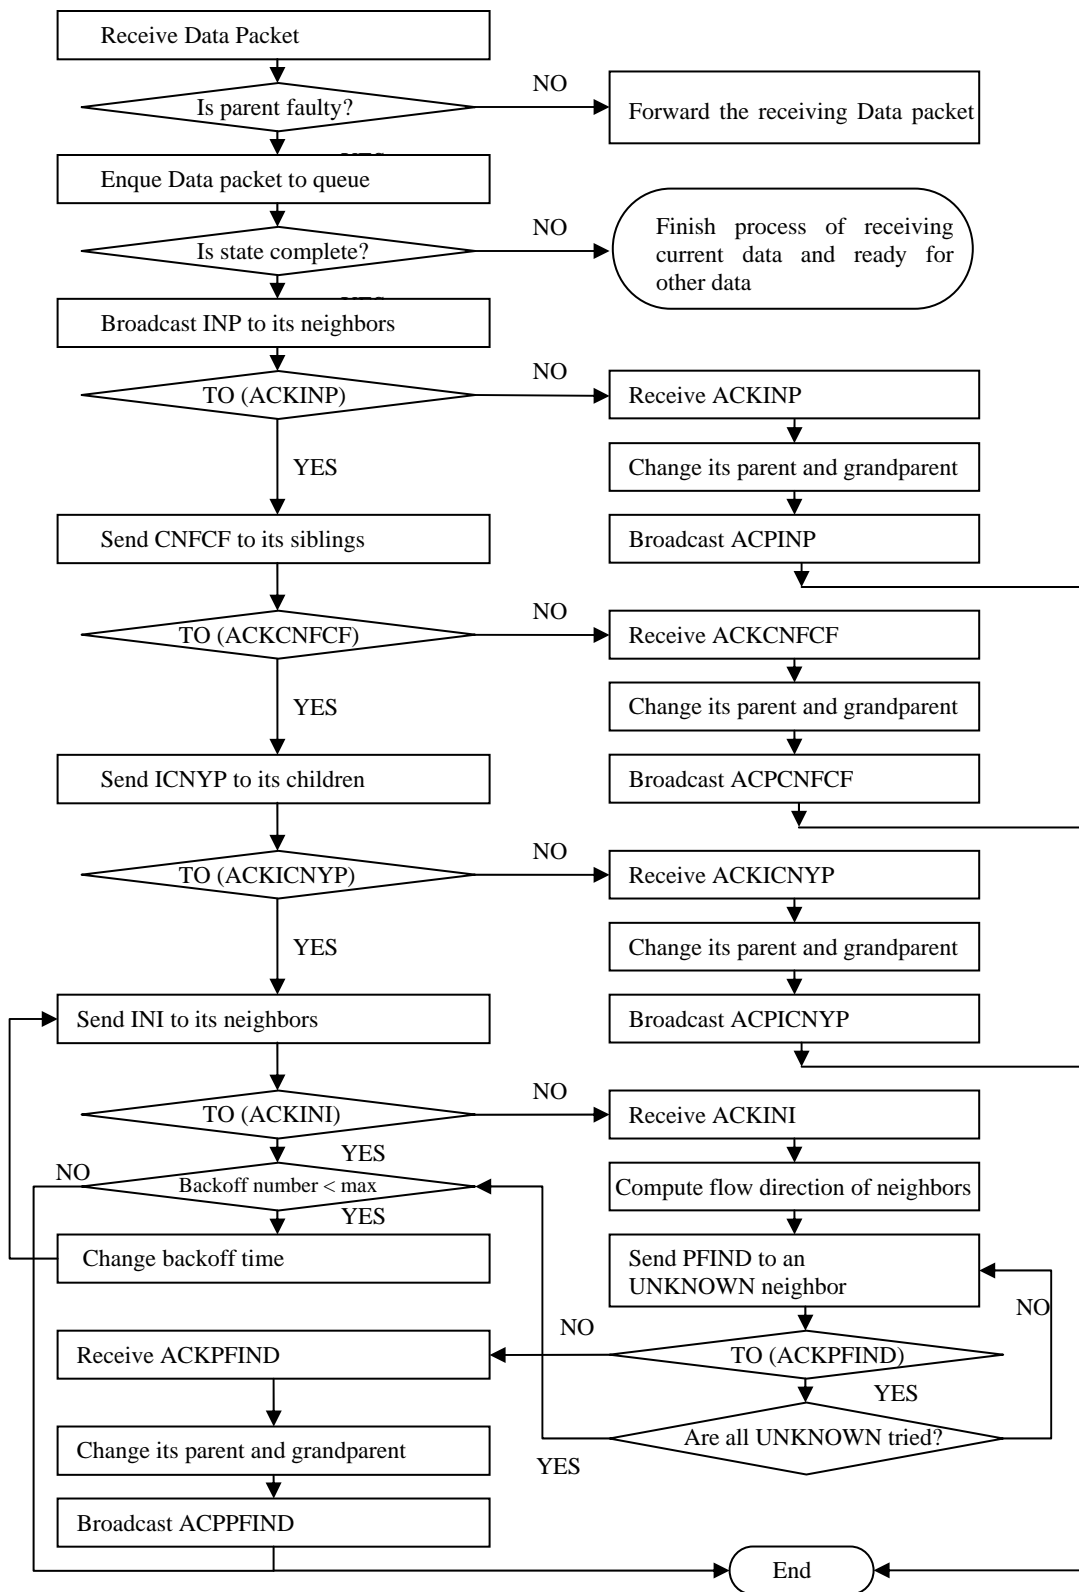 Receive Data Packet
NO
Is parent faulty?
Forward the receiving Data packet
Enque Data packet to queue
NO
Finish process of receiving
current data and ready for
other data
Is state complete?
Broadcast INP to its neighbors
NO
TO (ACKINP)
Receive ACKINP
YES
Change its parent and grandparent
Send CNFCF to its siblings
Broadcast ACPINP
NO
TO (ACKCNFCF)
Receive ACKCNFCF
YES
Change its parent and grandparent
Send ICNYP to its children
Broadcast ACPCNFCF
NO
TO (ACKICNYP)
Receive ACKICNYP
YES
Change its parent and grandparent
Send INI to its neighbors
Broadcast ACPICNYP
NO
TO (ACKINI)
Receive ACKINI
YES
NO
Backoff number < max
Compute flow direction of neighbors
YES
Change backoff time
Send PFIND to an
UNKNOWN neighbor
NO
NO
Receive ACKPFIND
TO (ACKPFIND)
YES
Change its parent and grandparent
Are all UNKNOWN tried?
YES
Broadcast ACPPFIND
End